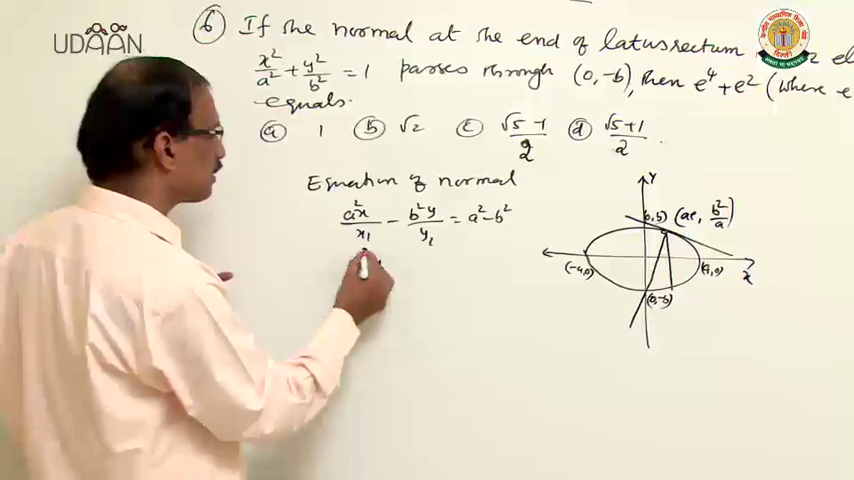 UDAAN
⑥ If the normal at the end of latusrectum el
x²/a² + y²/b² = 1 passes through (0,-b), then e⁴+e² (where e
equals.
ⓐ 1 ⓑ √2 ⓒ √5-1/2 ⓓ √5+1/2.
Equation of normal
a²x/x₁ - b²y/y₂ = a²-b²
Y
(0,b) (ae, b²/a)
(-a,0) (a,0) x
(0,-b)